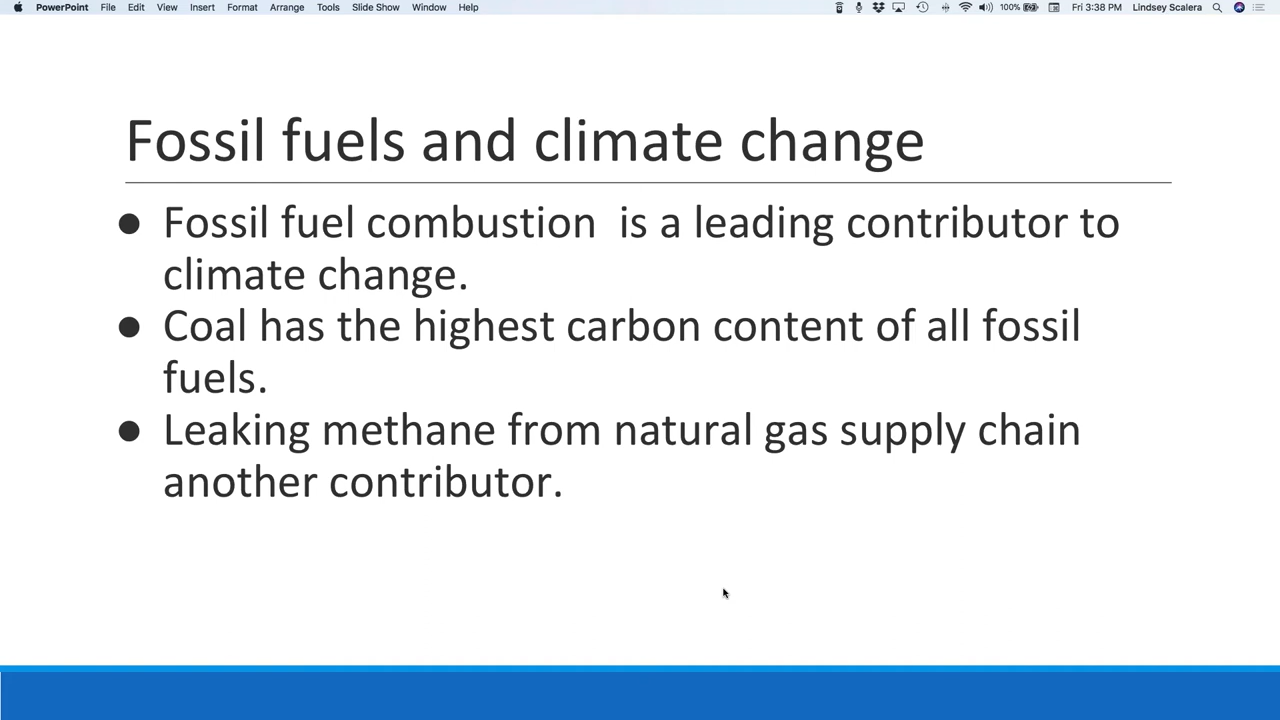 PowerPoint File Edit View Insert Format Arrange Tools Slide Show Window Help 100% Fri 3:38 PM Lindsey Scalera
Fossil fuels and climate change
● Fossil fuel combustion  is a leading contributor to
climate change.
● Coal has the highest carbon content of all fossil
fuels.
● Leaking methane from natural gas supply chain
another contributor.